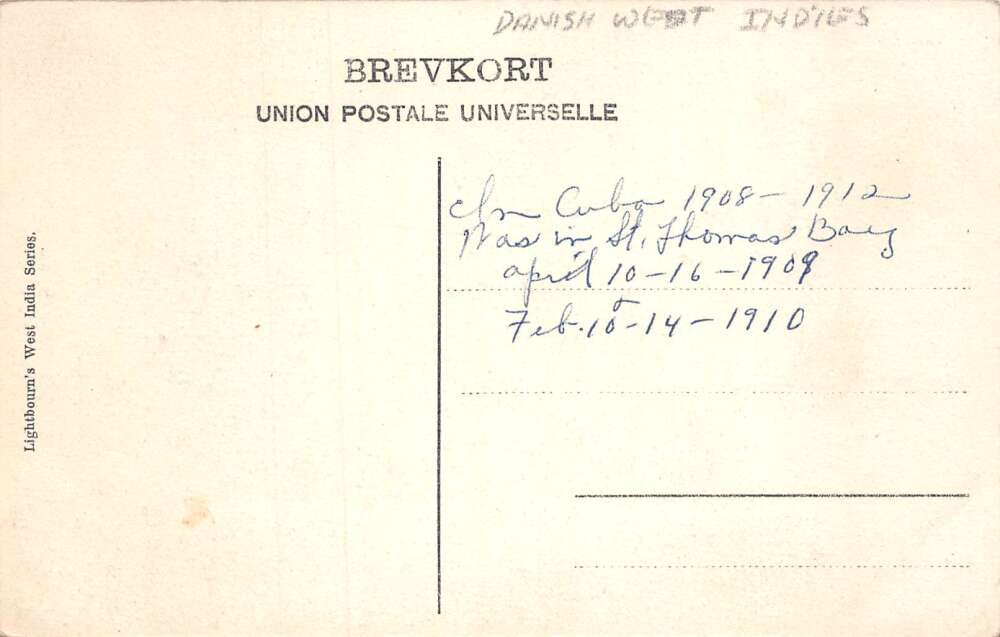 DANISH WEST INDIES
BREVKORT
UNION POSTALE UNIVERSELLE
In Cuba 1908-1912
Was in St. Thomas Bay
April 10-16-1909
Feb. 10-14-1910
Lightbourn's West India Series.